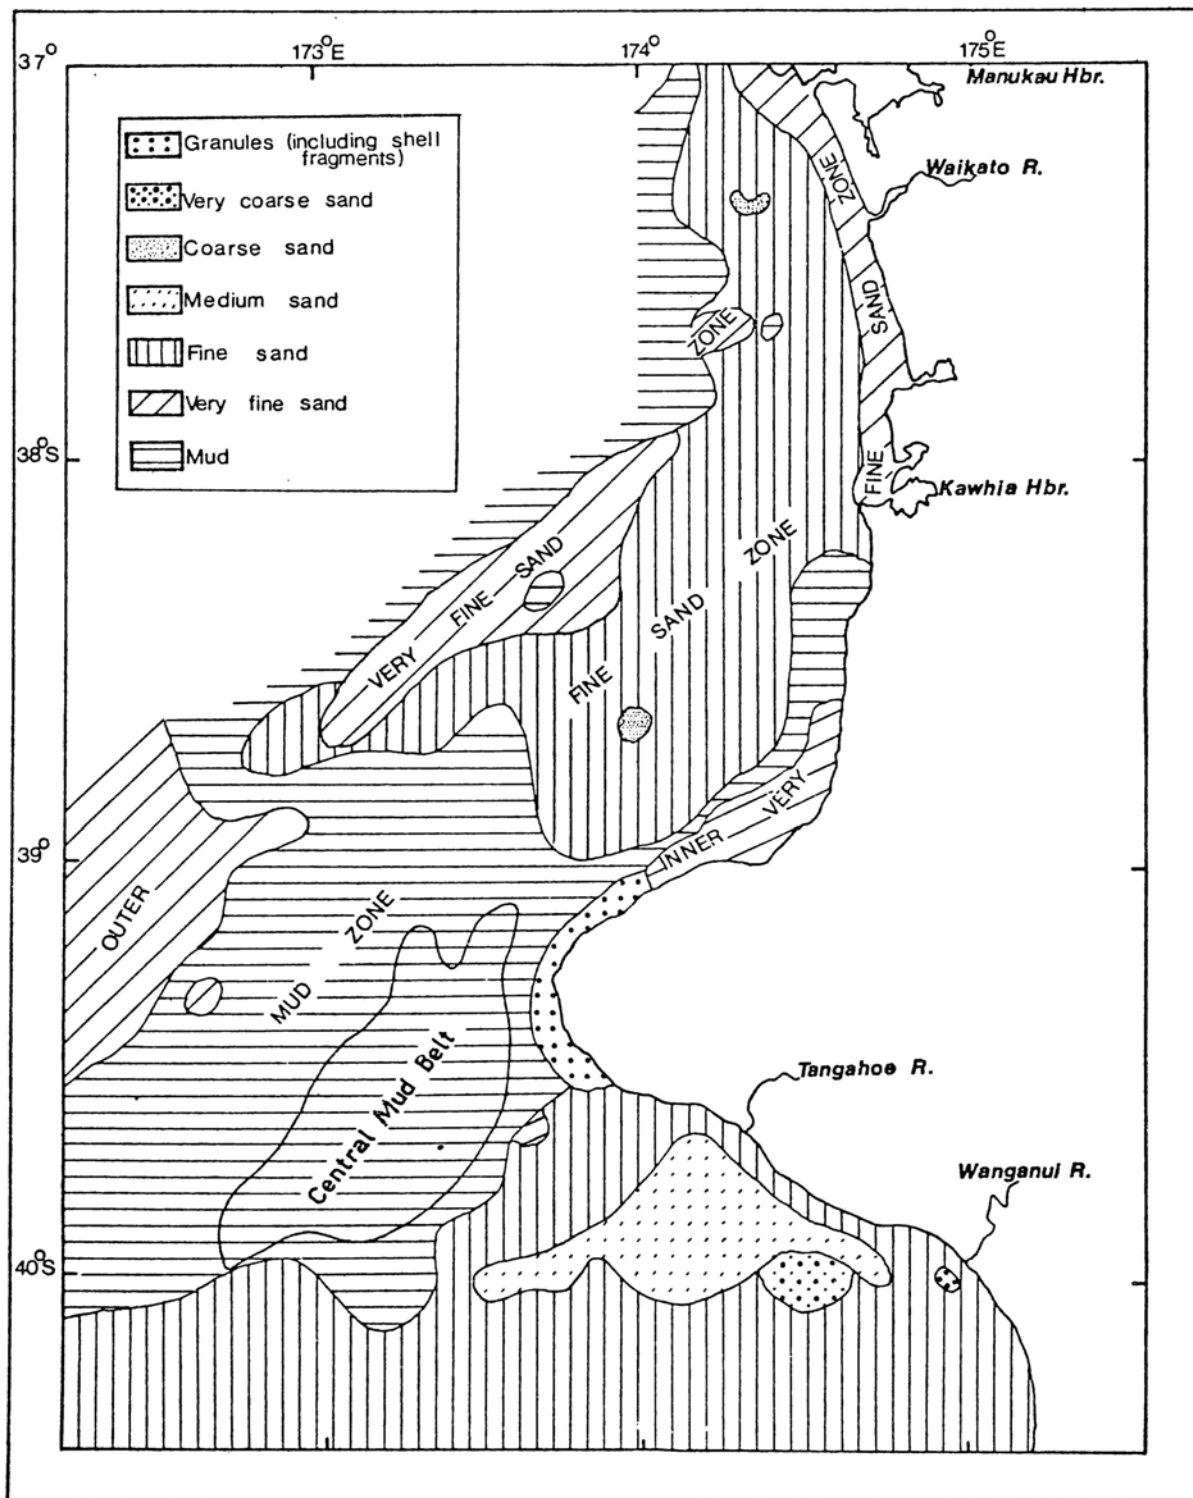 173°E 174° 175°E
37°
Manukau Hbr.
Granules (including shell
fragments)
Very coarse sand
Coarse sand
Medium sand
Fine sand
Very fine sand
Mud
Waikato R.
ZONE
SAND
FINE
ZONE
38°S
Kawhia Hbr.
VERY FINE SAND
FINE SAND ZONE
INNER VERY
39°
OUTER
MUD ZONE
Central Mud Belt
Tangahoe R.
Wanganui R.
40°S